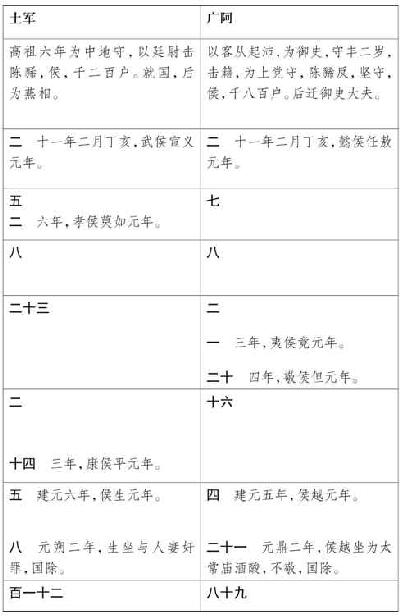 土军
高祖六年为中地守，以廷尉击
陈豨，侯，千二百户。就国，后
为燕相。
二　十一年二月丁亥，武侯宣义
元年。
五
二　六年，孝侯莫如元年。
八
二十三
二
十四　三年，康侯平元年。
五　建元六年，侯生元年。
八　元朔二年，生坐与人妻奸
罪，国除。
百一十二
广阿
以客从起沛，为御史，守丰二岁，
击籍，为上党守，陈豨反，坚守，
侯，千八百户。后迁御史大夫。
二　十一年二月丁亥，懿侯任敖
元年。
七
八
二
一　三年，夷侯竟元年。
二十　四年，敬侯但元年。
十六
四　建元五年，侯越元年。
二十一　元鼎二年，侯越坐为太
常庙酒酸，不敬，国除。
八十九